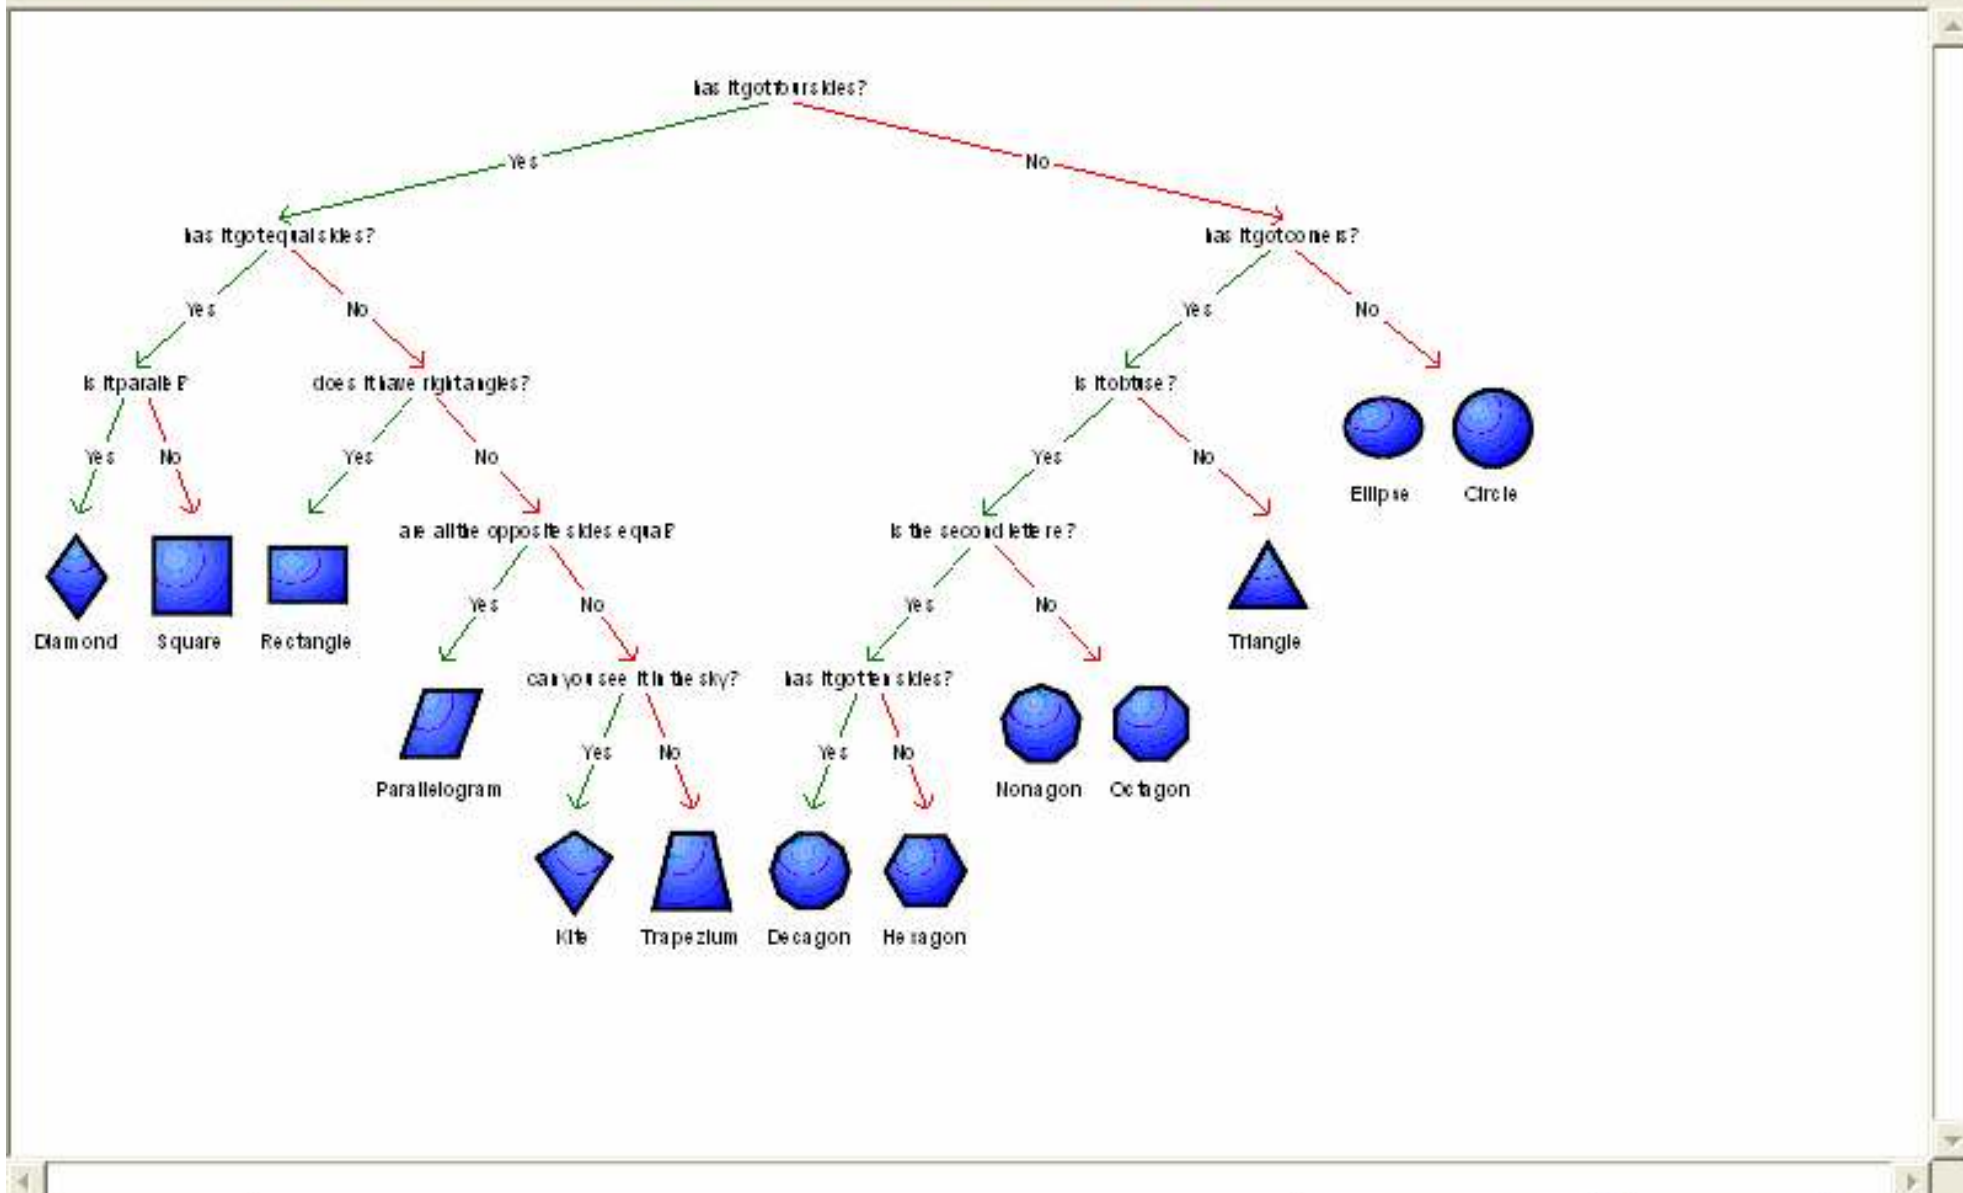 has it got four sides?
Yes No
has it got equal sides? has it got corners?
Yes No Yes No
is it parallel? does it have right angles? is it obtuse?
Yes No Yes No Yes No
Ellipse Circle
are all the opposite sides equal? is the second letter e?
Yes No Yes No
Diamond Square Rectangle Triangle
can you see it in the sky? has it got ten sides?
Yes No Yes No
Parallelogram Nonagon Octagon
Kite Trapezium Decagon Hexagon